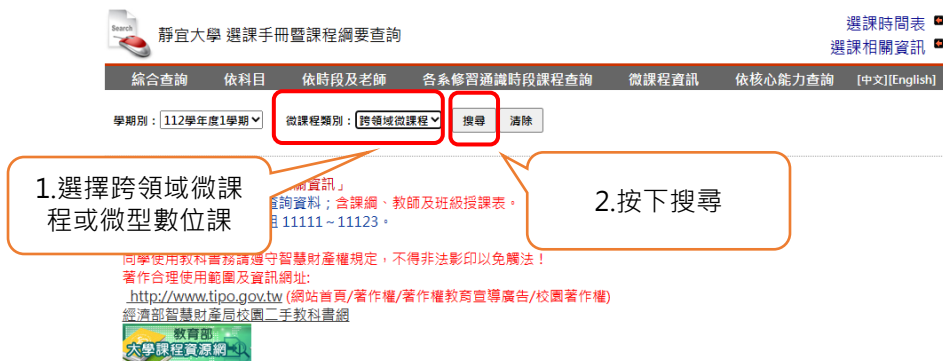 Search
靜宜大學 選課手冊暨課程綱要查詢
選課時間表
選課相關資訊
綜合查詢 依科目 依時段及老師 各系修習通識時段課程查詢 微課程資訊 依核心能力查詢 [中文][English]
學期別：112學年度1學期 微課程類別：跨領域微課程 搜尋 清除
1.選擇跨領域微課
程或微型數位課
2.按下搜尋
關資訊」
查詢資料；含課綱、教師及班級授課表。
11111～11123。
同學使用教科書務請遵守智慧財產權規定，不得非法影印以免觸法！
著作合理使用範圍及資訊網址:
http://www.tipo.gov.tw (網站首頁/著作權/著作權教育宣導廣告/校園著作權)
經濟部智慧財產局校園二手教科書網
教育部
大學課程資源網